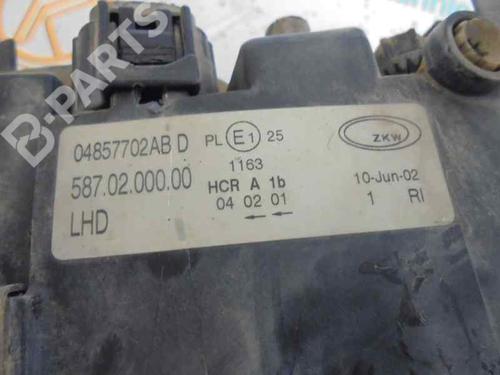 B-PARTS
04857702AB D
PL E1 25
ZKW
587.02.000.00
1163
HCR A 1b
10-Jun-02
LHD
04 02 01
1 RI